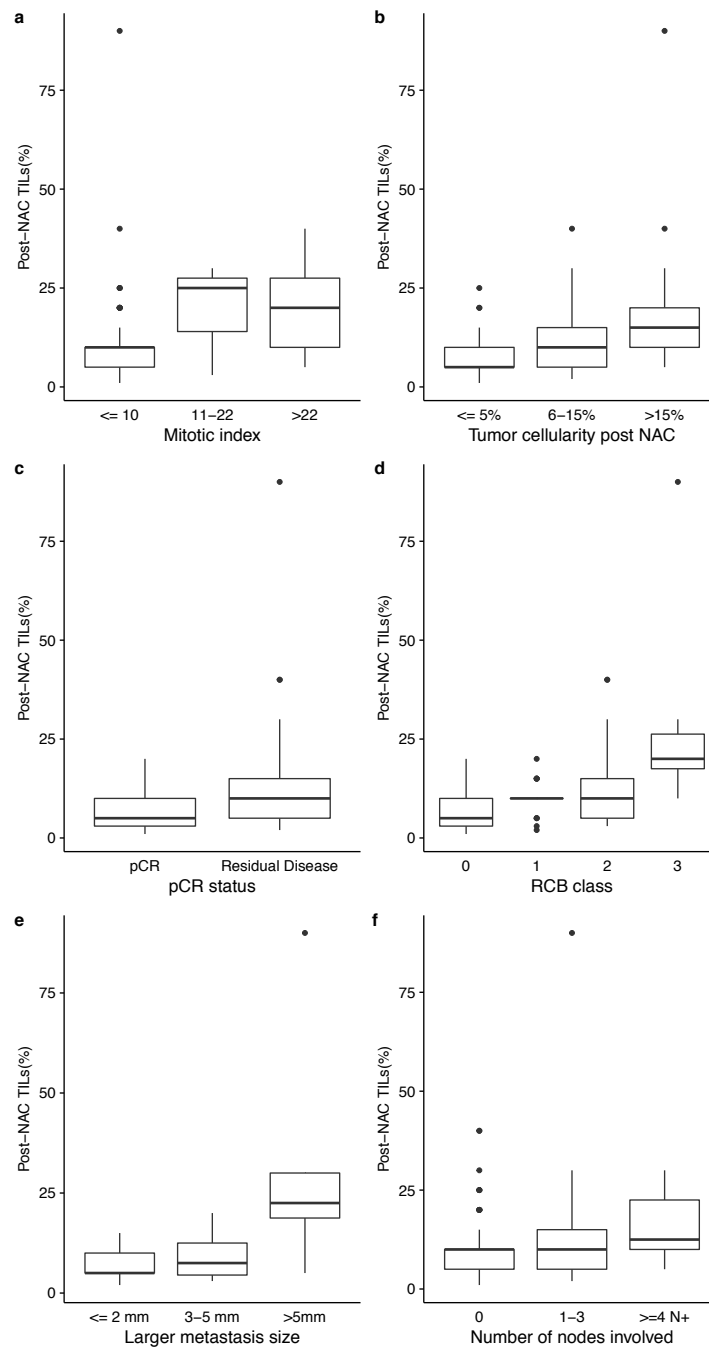 a
Post−NAC TILs(%)
75
50
25
0
<= 10 11−22 >22
Mitotic index
b
Post−NAC TILs(%)
75
50
25
0
<= 5% 6−15% >15%
Tumor cellularity post NAC
c
Post−NAC TILs(%)
75
50
25
0
pCR Residual Disease
pCR status
d
Post−NAC TILs(%)
75
50
25
0
0 1 2 3
RCB class
e
Post−NAC TILs(%)
75
50
25
0
<= 2 mm 3−5 mm >5mm
Larger metastasis size
f
Post−NAC TILs(%)
75
50
25
0
0 1−3 >=4 N+
Number of nodes involved